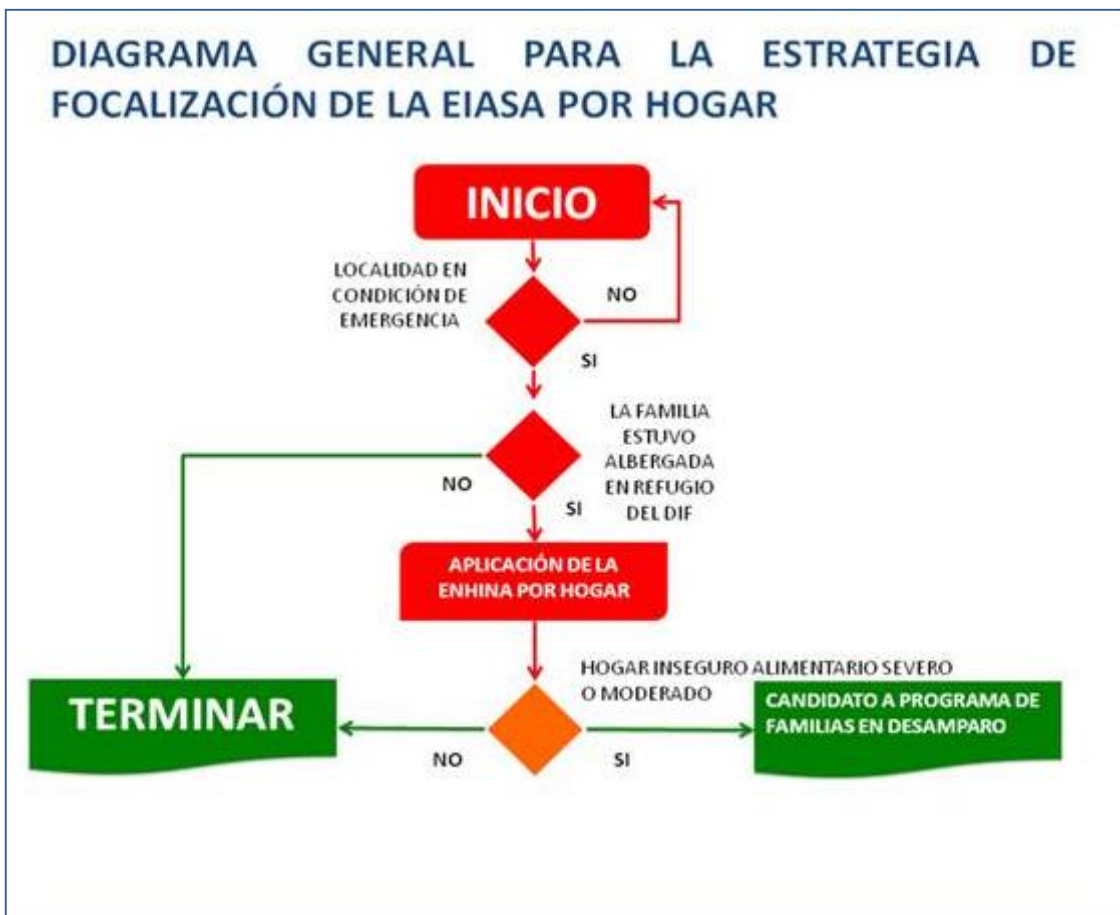 DIAGRAMA GENERAL PARA LA ESTRATEGIA DE
FOCALIZACIÓN DE LA EIASA POR HOGAR
INICIO
LOCALIDAD EN
CONDICIÓN DE
EMERGENCIA
NO
SI
LA FAMILIA
ESTUVO
ALBERGADA
EN REFUGIO
DEL DIF
NO
SI
APLICACIÓN DE LA
ENHINA POR HOGAR
HOGAR INSEGURO ALIMENTARIO SEVERO
O MODERADO
TERMINAR
CANDIDATO A PROGRAMA DE
FAMILIAS EN DESAMPARO
NO
SI